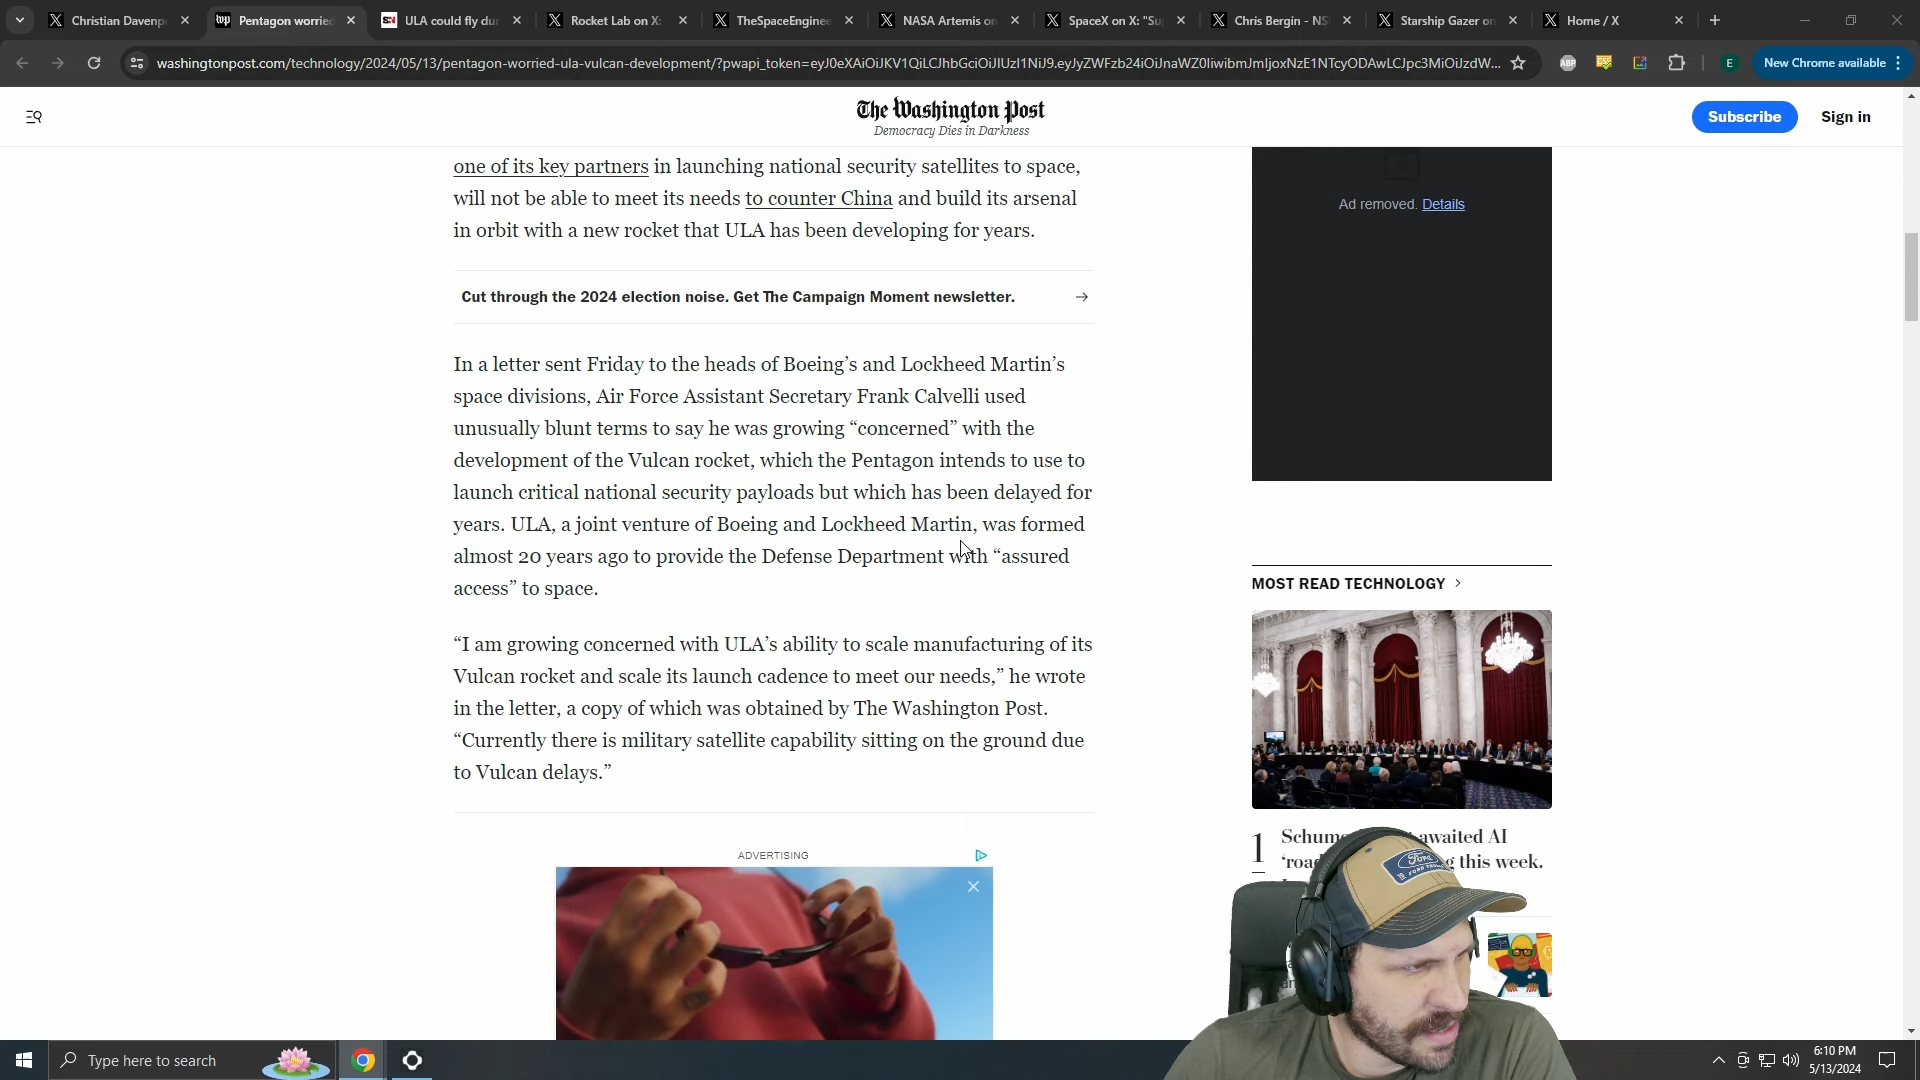 Christian Davenp
Pentagon worrie
ULA could fly du
Rocket Lab on X:
TheSpaceEnginee
NASA Artemis on
SpaceX on X: "Su
Chris Bergin - NS
Starship Gazer on
Home / X
washingtonpost.com/technology/2024/05/13/pentagon-worried-ula-vulcan-development/?pwapi_token=eyJ0eXAiOiJKV1QiLCJhbGciOiJIUzI1NiJ9.eyJyZWFzb24iOiJnaWZ0IiwibmJmIjoxNzE1NTcyODAwLCJpc3MiOiJzdW...
ABP
E
New Chrome available
The Washington Post
Democracy Dies in Darkness
Subscribe
Sign in
one of its key partners in launching national security satellites to space,
will not be able to meet its needs to counter China and build its arsenal
in orbit with a new rocket that ULA has been developing for years.
Cut through the 2024 election noise. Get The Campaign Moment newsletter.
In a letter sent Friday to the heads of Boeing’s and Lockheed Martin’s
space divisions, Air Force Assistant Secretary Frank Calvelli used
unusually blunt terms to say he was growing “concerned” with the
development of the Vulcan rocket, which the Pentagon intends to use to
launch critical national security payloads but which has been delayed for
years. ULA, a joint venture of Boeing and Lockheed Martin, was formed
almost 20 years ago to provide the Defense Department with “assured
access” to space.
“I am growing concerned with ULA’s ability to scale manufacturing of its
Vulcan rocket and scale its launch cadence to meet our needs,” he wrote
in the letter, a copy of which was obtained by The Washington Post.
“Currently there is military satellite capability sitting on the ground due
to Vulcan delays.”
ADVERTISING
Ad removed. Details
MOST READ TECHNOLOGY
1
Schum awaited AI
‘roa g this week.
Ford
Type here to search
6:10 PM
5/13/2024